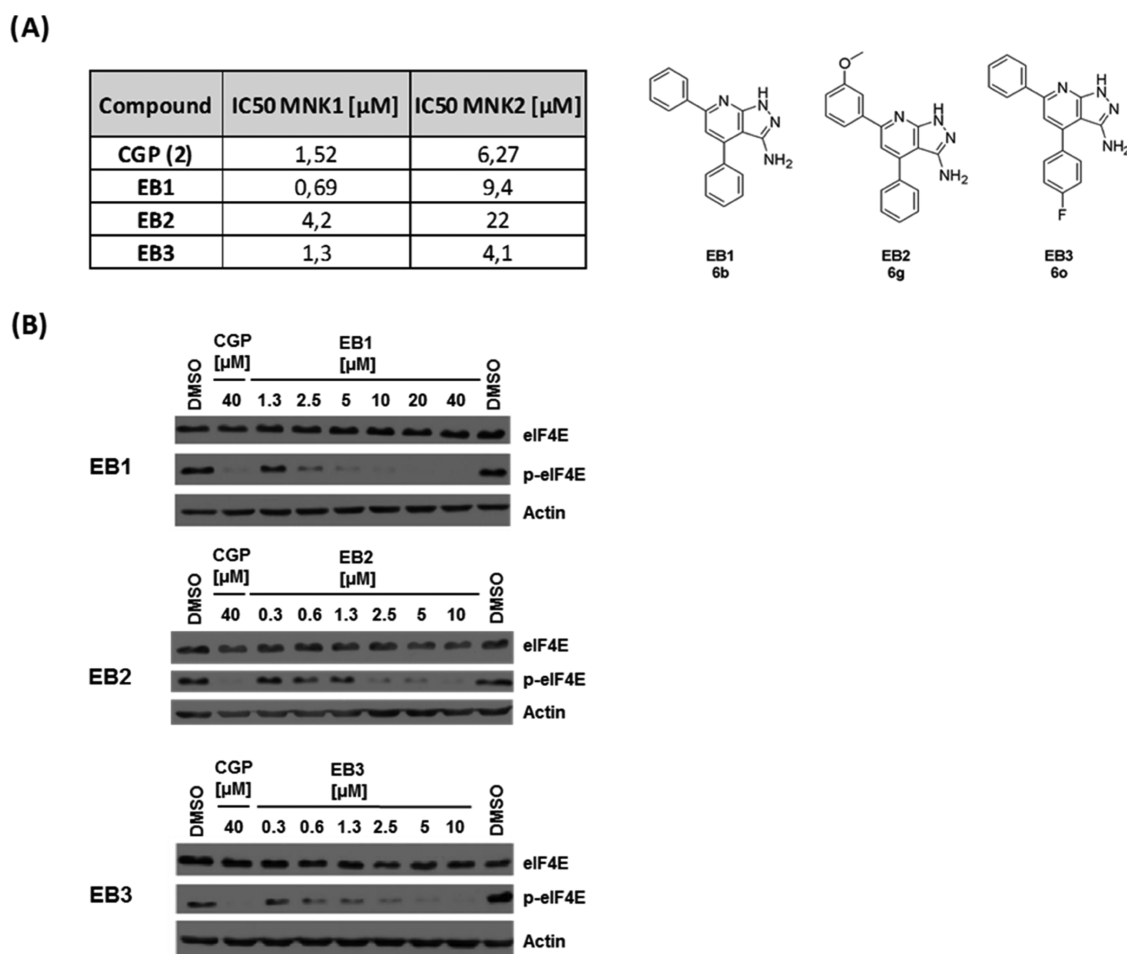 (A)
Compound IC50 MNK1 [µM] IC50 MNK2 [µM]
CGP (2) 1,52 6,27
EB1 0,69 9,4
EB2 4,2 22
EB3 1,3 4,1
N H N N NH2
EB1
6b
O N H N N NH2
EB2
6g
N H N N NH2 F
EB3
6o
(B)
CGP EB1
[µM] [µM]
DMSO 40 1.3 2.5 5 10 20 40 DMSO
eIF4E
EB1 p-eIF4E
Actin
CGP EB2
[µM] [µM]
DMSO 40 0.3 0.6 1.3 2.5 5 10 DMSO
eIF4E
EB2 p-eIF4E
Actin
CGP EB3
[µM] [µM]
DMSO 40 0.3 0.6 1.3 2.5 5 10 DMSO
eIF4E
EB3 p-eIF4E
Actin